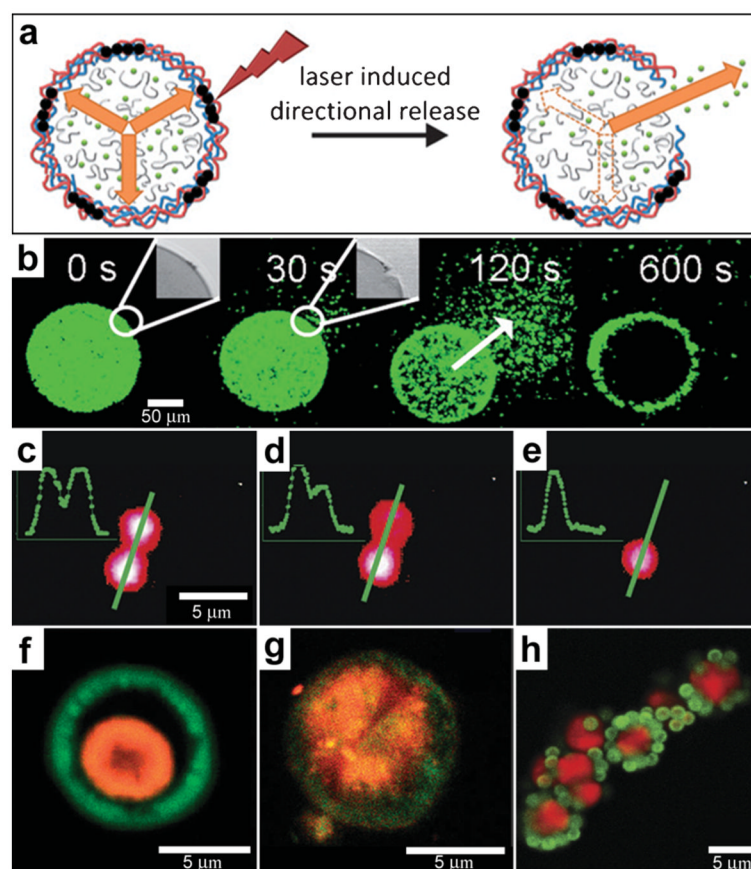 a
laser induced
directional release
b
0 s
30 s
120 s
600 s
50 μm
c
d
e
5 μm
f
g
h
5 μm
5 μm
5 μm